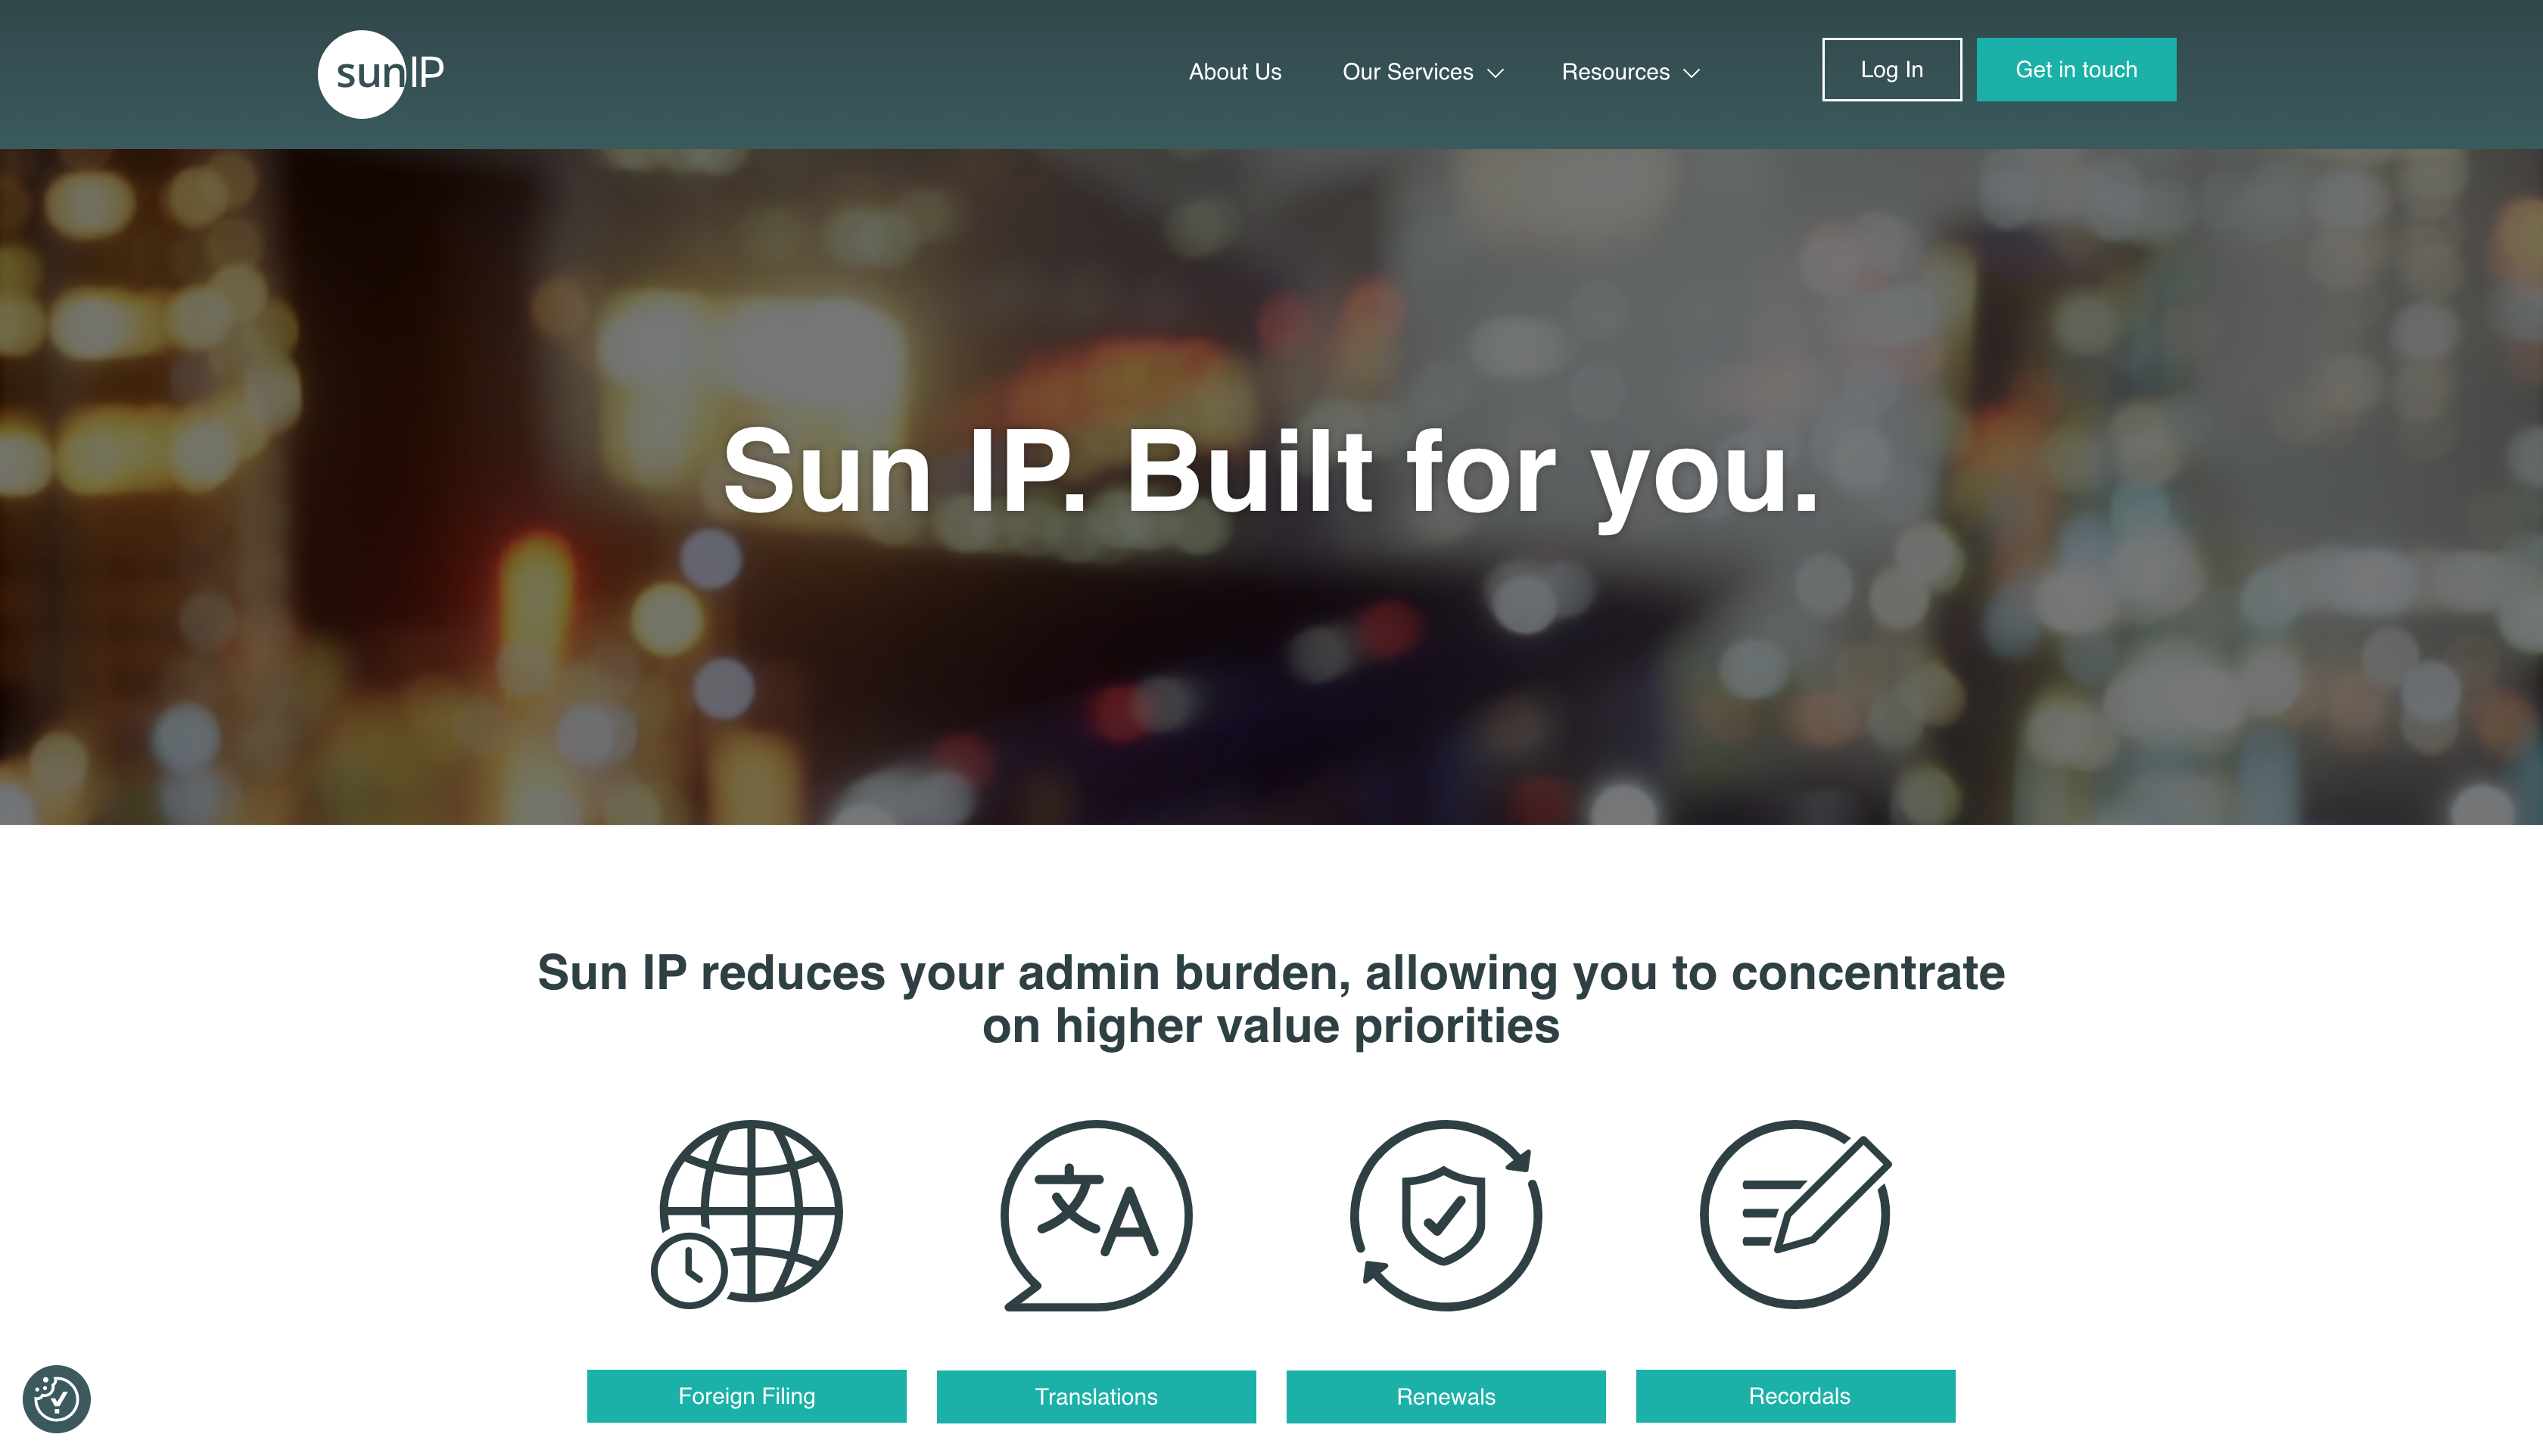 sunIP
About Us
Our Services
Resources
Log In
Get in touch
Sun IP. Built for you.
Sun IP reduces your admin burden, allowing you to concentrate
on higher value priorities
文A
Foreign Filing
Translations
Renewals
Recordals